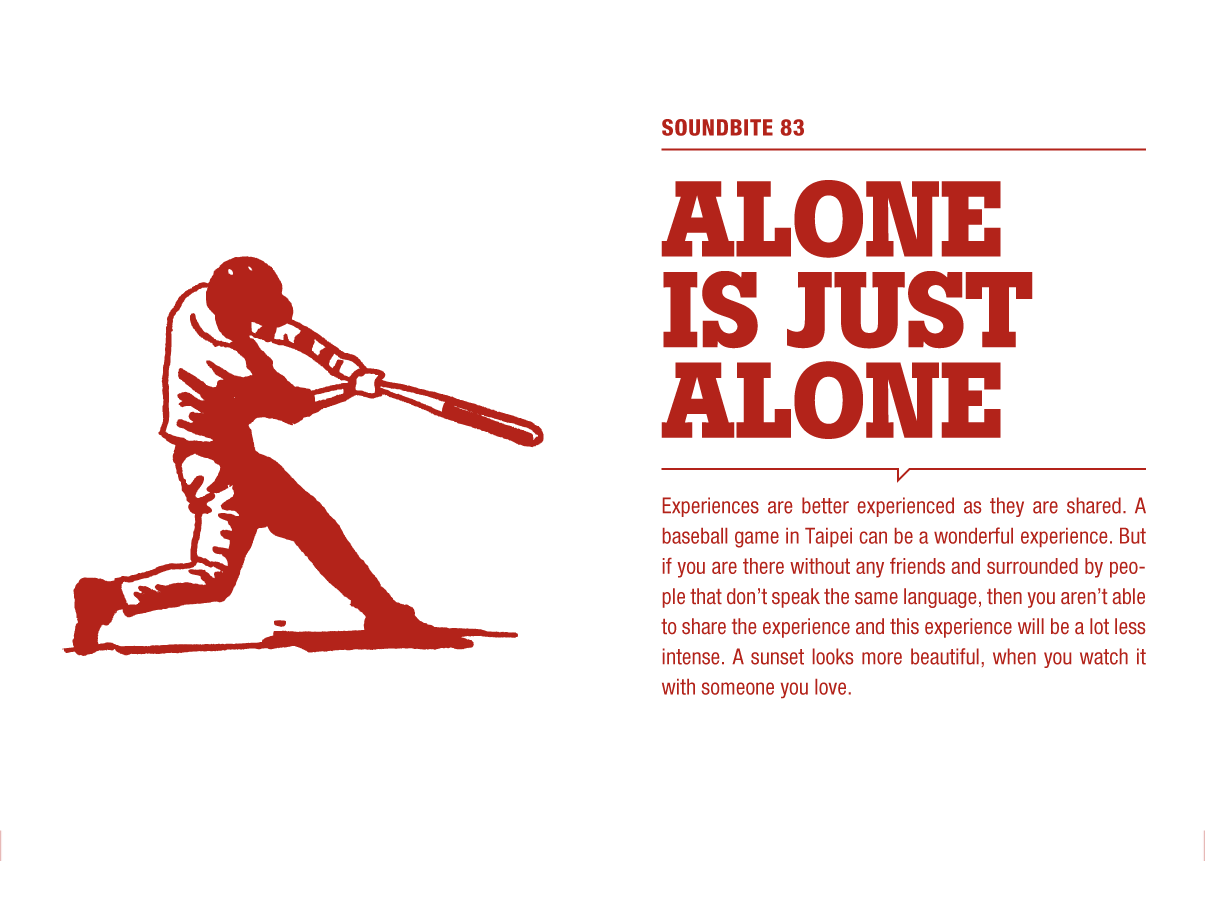 SOUNDBITE 83
ALONE
IS JUST
ALONE
Experiences are better experienced as they are shared. A
baseball game in Taipei can be a wonderful experience. But
if you are there without any friends and surrounded by peo-
ple that don’t speak the same language, then you aren’t able
to share the experience and this experience will be a lot less
intense. A sunset looks more beautiful, when you watch it
with someone you love.